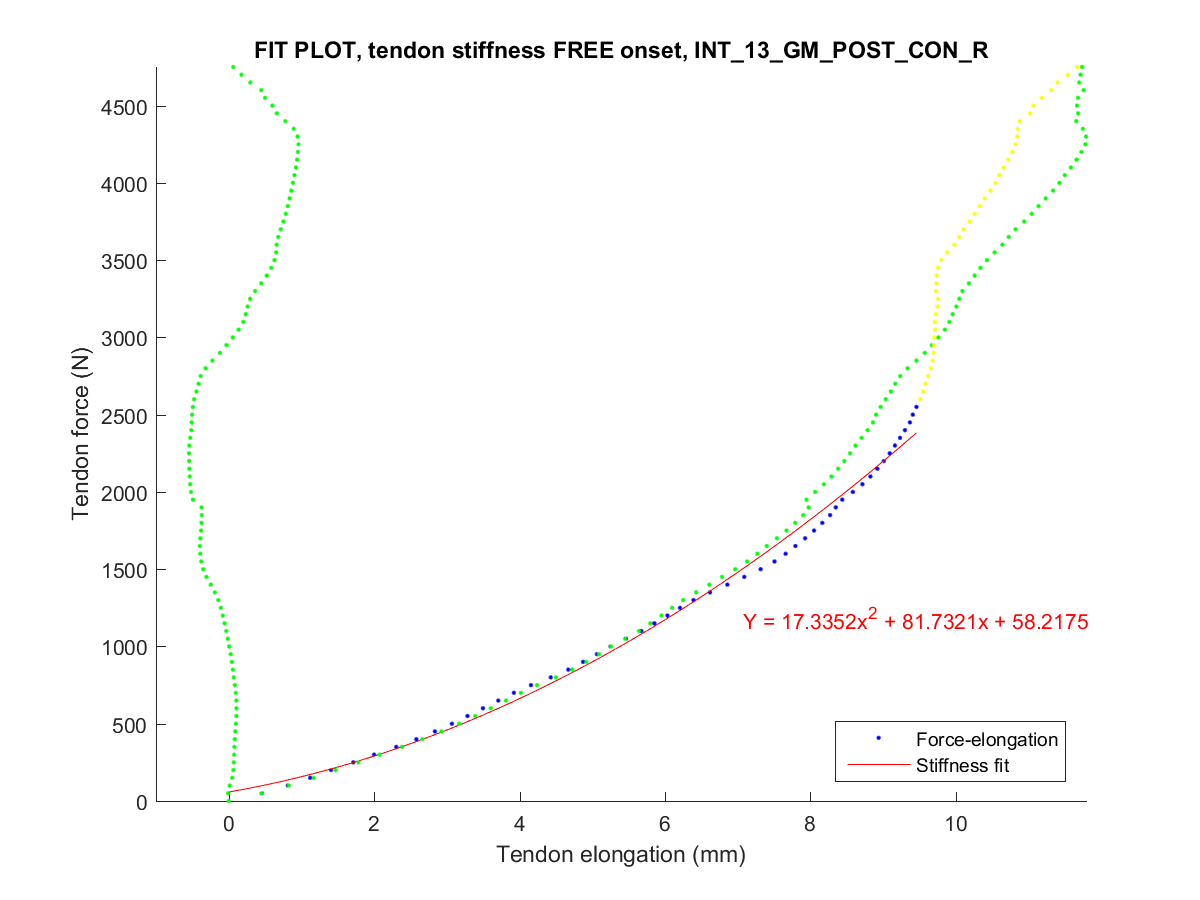 FIT PLOT, tendon stiffness FREE onset, INT_13_GM_POST_CON_R
4500
4000
3500
3000
2500
2000
1500
1000
500
0
Tendon force (N)
Y = 17.3352x² + 81.7321x + 58.2175
Force-elongation
Stiffness fit
0 2 4 6 8 10
Tendon elongation (mm)